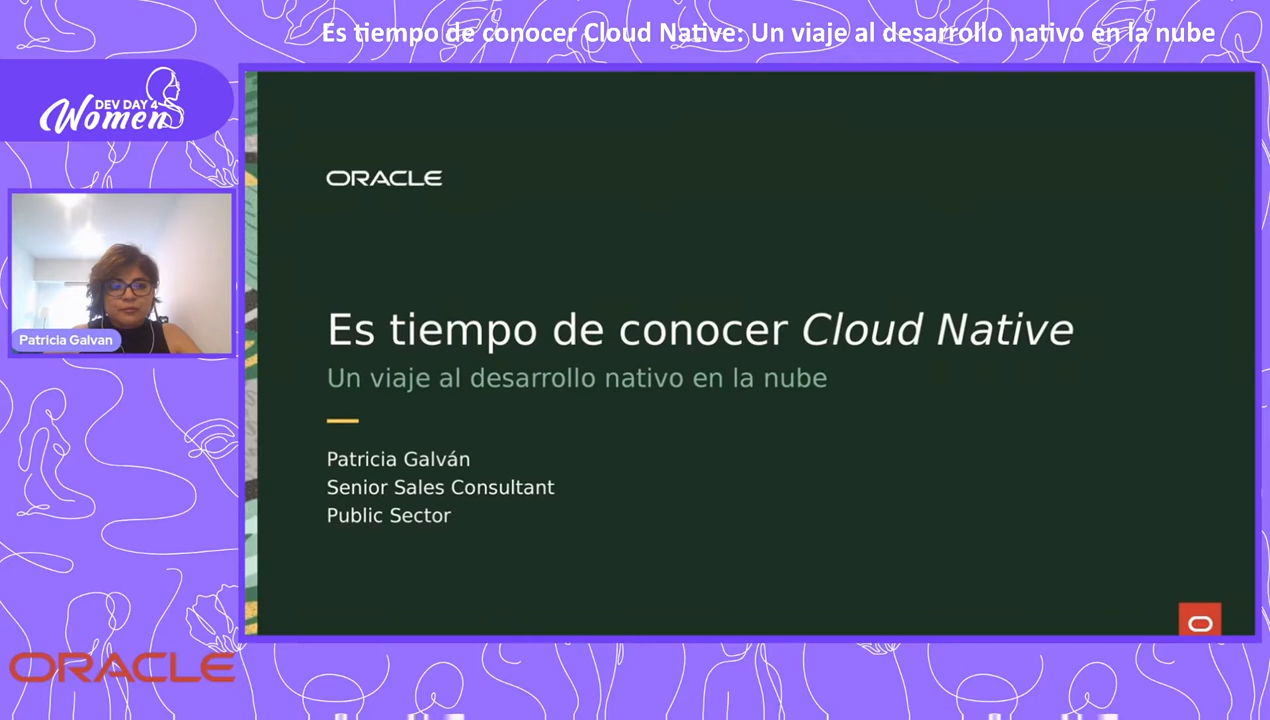 Es tiempo de conocer Cloud Native: Un viaje al desarrollo nativo en la nube
DEV DAY 4
Women
Patricia Galvan
ORACLE
Es tiempo de conocer Cloud Native
Un viaje al desarrollo nativo en la nube
Patricia Galván
Senior Sales Consultant
Public Sector
ORACLE